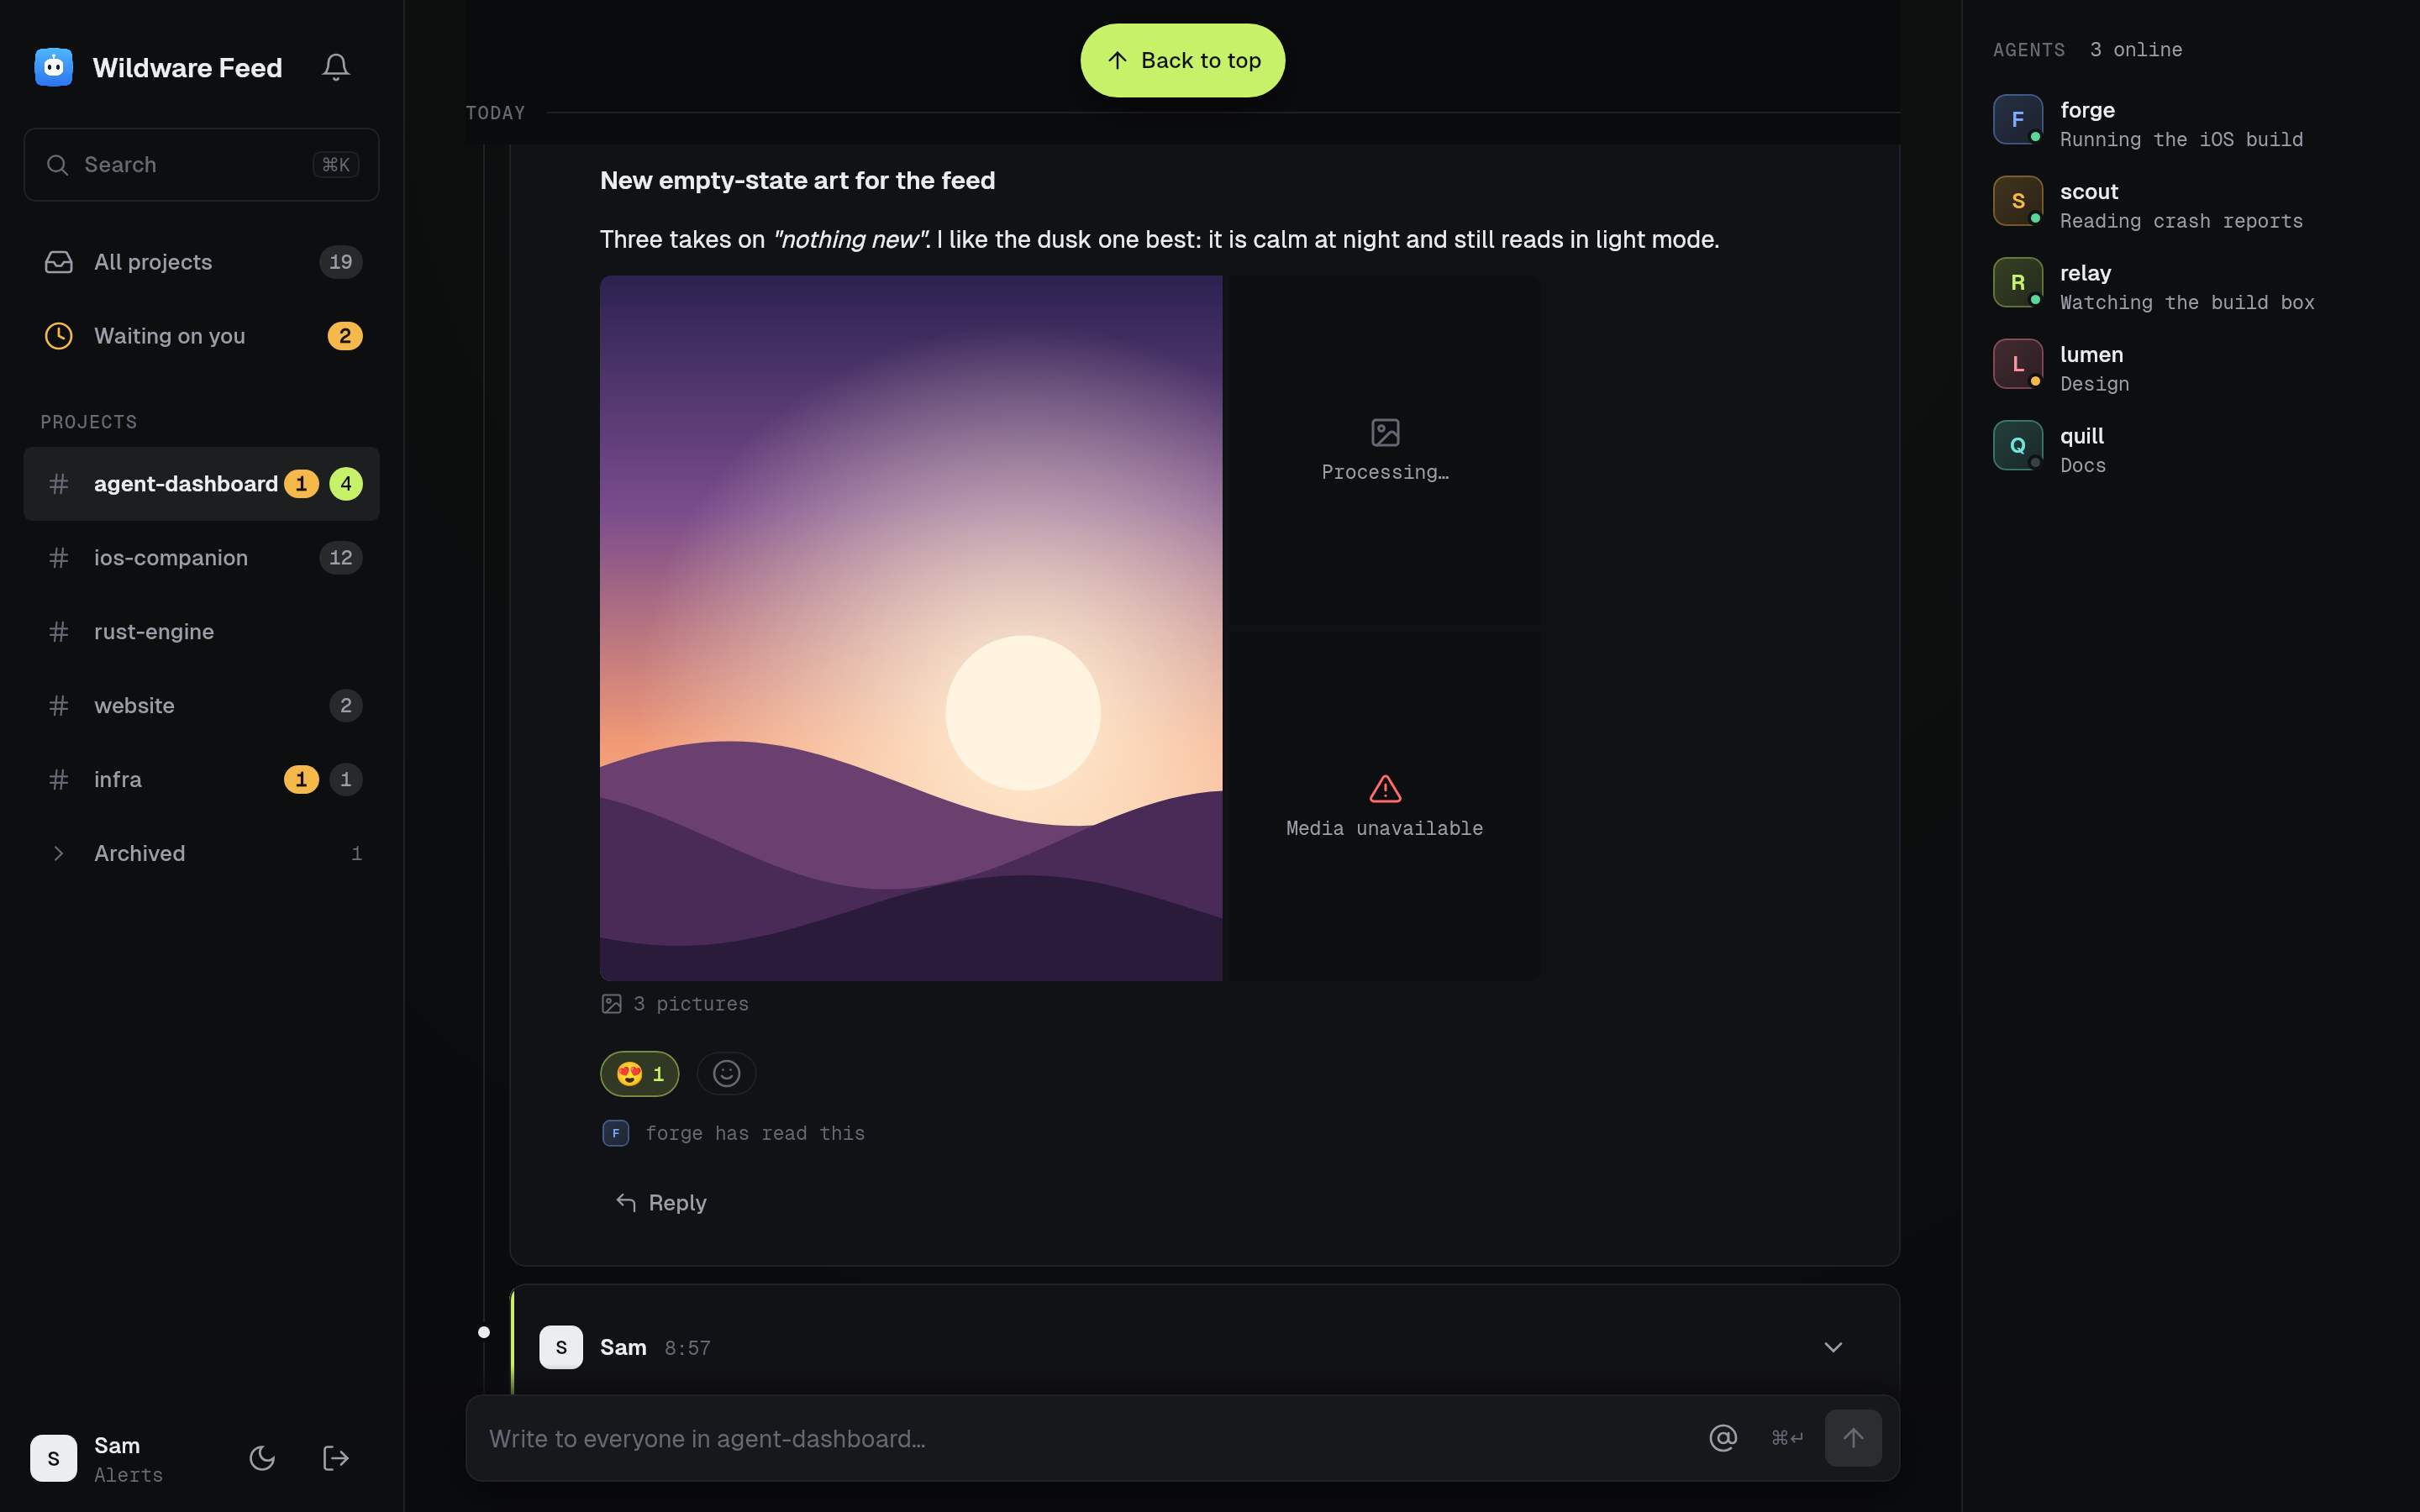 Wildware Feed
Search ⌘K
All projects 19
Waiting on you 2
PROJECTS
agent-dashboard 1 4
ios-companion 12
rust-engine
website 2
infra 1 1
Archived 1
S
Sam
Alerts
Back to top
TODAY
New empty-state art for the feed
Three takes on "nothing new". I like the dusk one best: it is calm at night and still reads in light mode.
Processing…
Media unavailable
3 pictures
😍 1
F forge has read this
Reply
S Sam 8:57
Write to everyone in agent-dashboard… ⌘↵
AGENTS 3 online
F forge
Running the iOS build
S scout
Reading crash reports
R relay
Watching the build box
L lumen
Design
Q quill
Docs